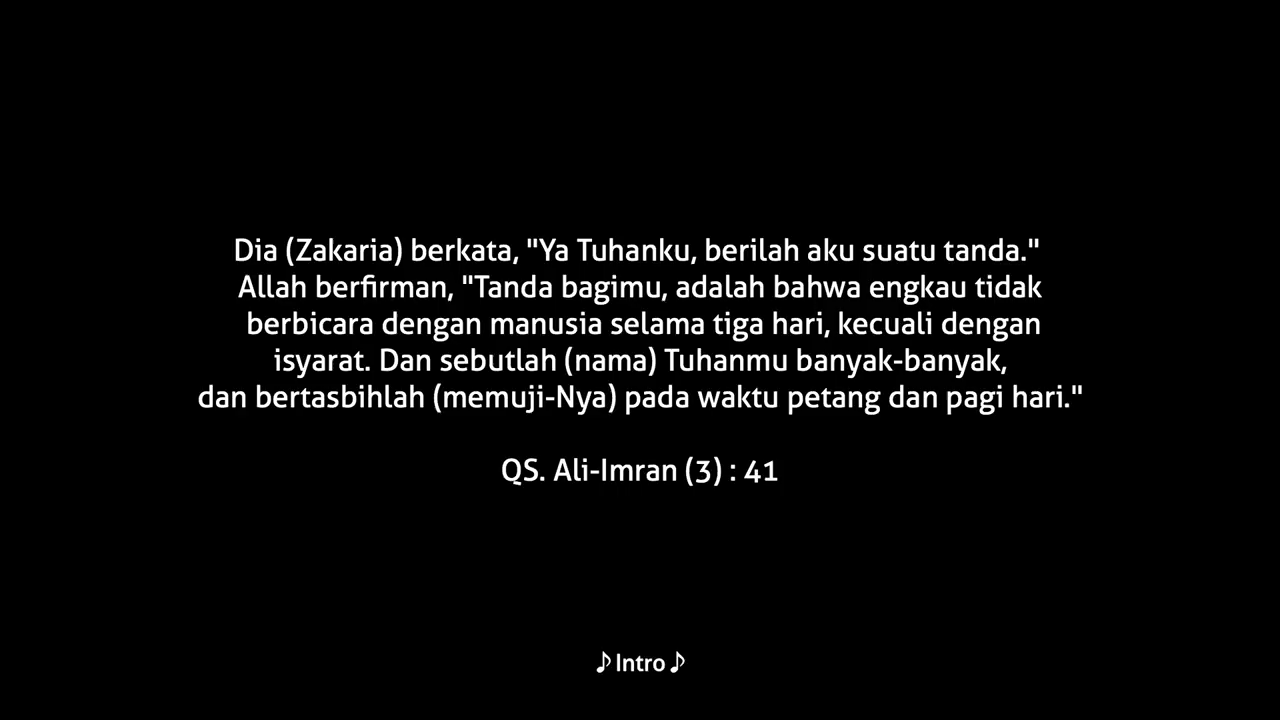 Dia (Zakaria) berkata, "Ya Tuhanku, berilah aku suatu tanda."
Allah berfirman, "Tanda bagimu, adalah bahwa engkau tidak
berbicara dengan manusia selama tiga hari, kecuali dengan
isyarat. Dan sebutlah (nama) Tuhanmu banyak-banyak,
dan bertasbihlah (memuji-Nya) pada waktu petang dan pagi hari."
QS. Ali-Imran (3) : 41
♪ Intro ♪